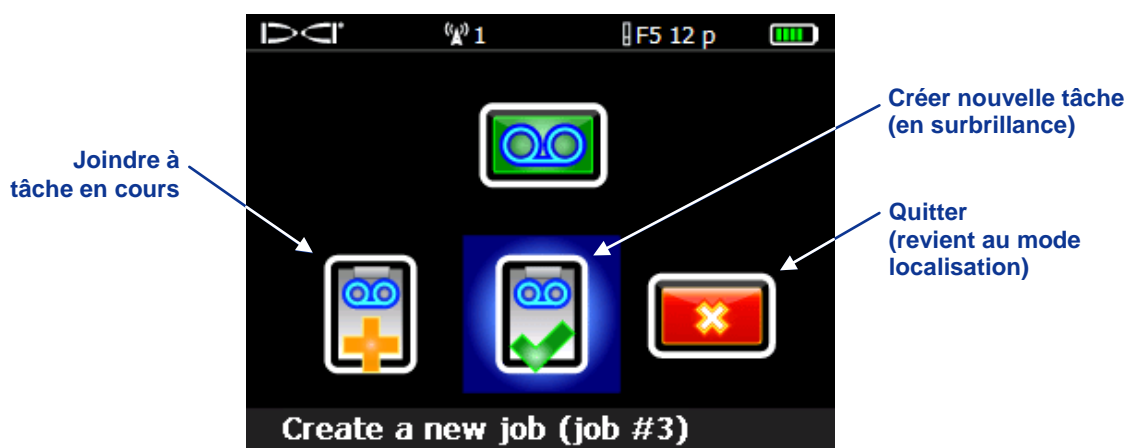 1
F5 12 p
Créer nouvelle tâche
(en surbrillance)
Joindre à
tâche en cours
Quitter
(revient au mode
localisation)
Create a new job (job #3)